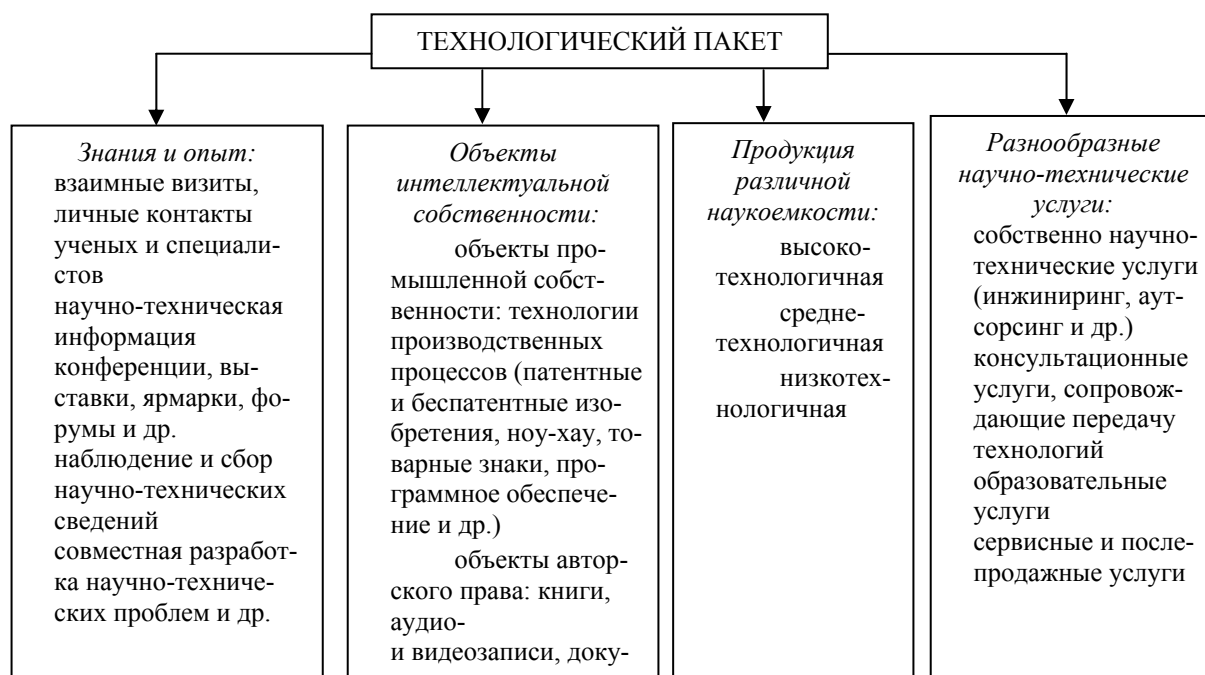 ТЕХНОЛОГИЧЕСКИЙ ПАКЕТ
Знания и опыт:
взаимные визиты,
личные контакты
ученых и специали-
стов
научно-техническая
информация
конференции, вы-
ставки, ярмарки, фо-
румы и др.
наблюдение и сбор
научно-технических
сведений
совместная разработ-
ка научно-техниче-
ских проблем и др.
Объекты
интеллектуальной
собственности:
объекты про-
мышленной собст-
венности: технологии
производственных
процессов (патентные
и беспатентные изо-
бретения, ноу-хау, то-
варные знаки, про-
граммное обеспече-
ние и др.)
объекты автор-
ского права: книги,
аудио-
и видеозаписи, доку-
Продукция
различной
наукоемкости:
высоко-
технологичная
средне-
технологичная
низкотех-
нологичная
Разнообразные
научно-технические
услуги:
собственно научно-
технические услуги
(инжиниринг, аут-
сорсинг и др.)
консультационные
услуги, сопровож-
дающие передачу
технологий
образовательные
услуги
сервисные и после-
продажные услуги